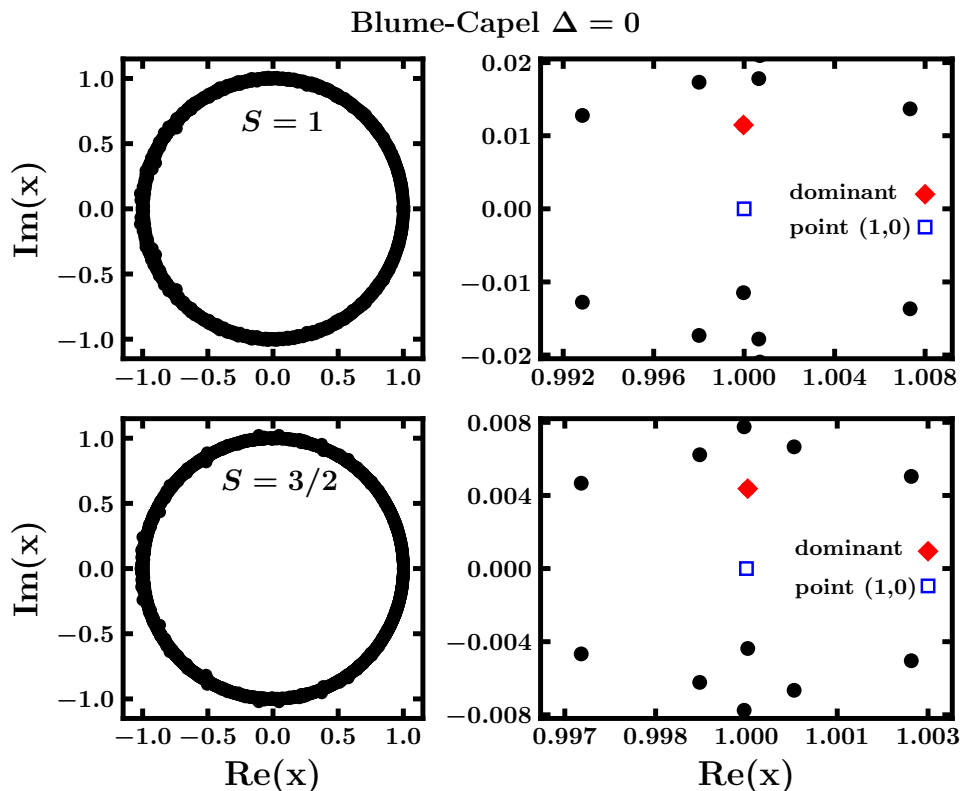 Blume-Capel Δ = 0
Im(x)
1.0
0.5
0.0
−0.5
−1.0
S = 1
−1.0 −0.5 0.0 0.5 1.0
0.02
0.01
0.00
−0.01
−0.02
dominant
point (1,0)
0.992 0.996 1.000 1.004 1.008
Im(x)
1.0
0.5
0.0
−0.5
−1.0
S = 3/2
−1.0 −0.5 0.0 0.5 1.0
Re(x)
0.008
0.004
0.000
−0.004
−0.008
dominant
point (1,0)
0.997 0.998 1.000 1.001 1.003
Re(x)